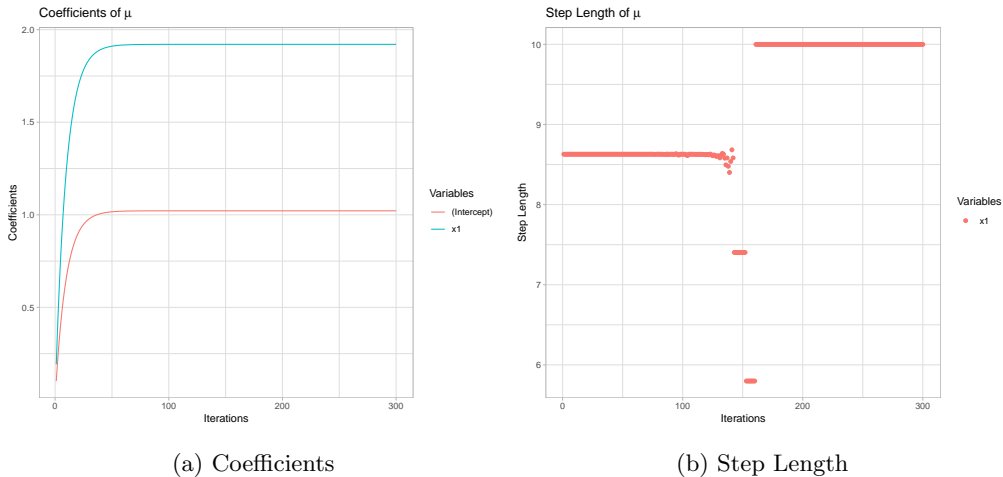 Coefficients of μ
2.0
1.5
1.0
0.5
Coefficients
0
100
200
300
Iterations
Variables
(Intercept)
x1
(a) Coefficients
Step Length of μ
10
9
8
7
6
Step Length
0
100
200
300
Iterations
Variables
x1
(b) Step Length